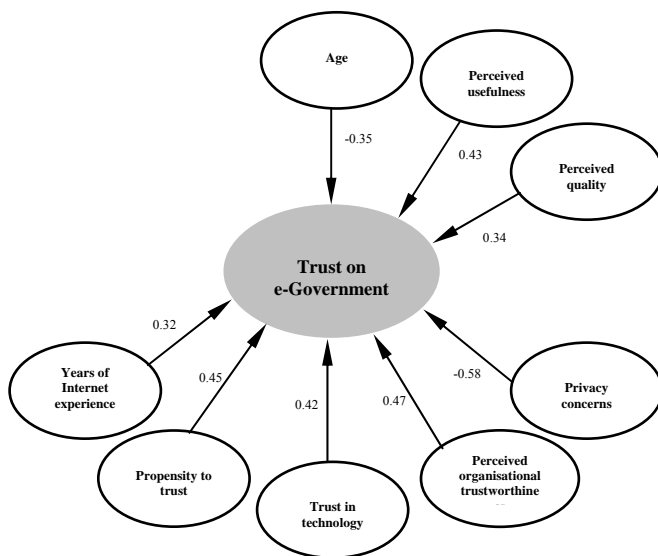 Age
Perceived
usefulness
-0.35
0.43
Perceived
quality
0.34
Trust on
e-Government
0.32
Years of
Internet
experience
0.45
0.42
0.47
-0.58
Privacy
concerns
Propensity to
trust
Trust in
technology
Perceived
organisational
trustworthine